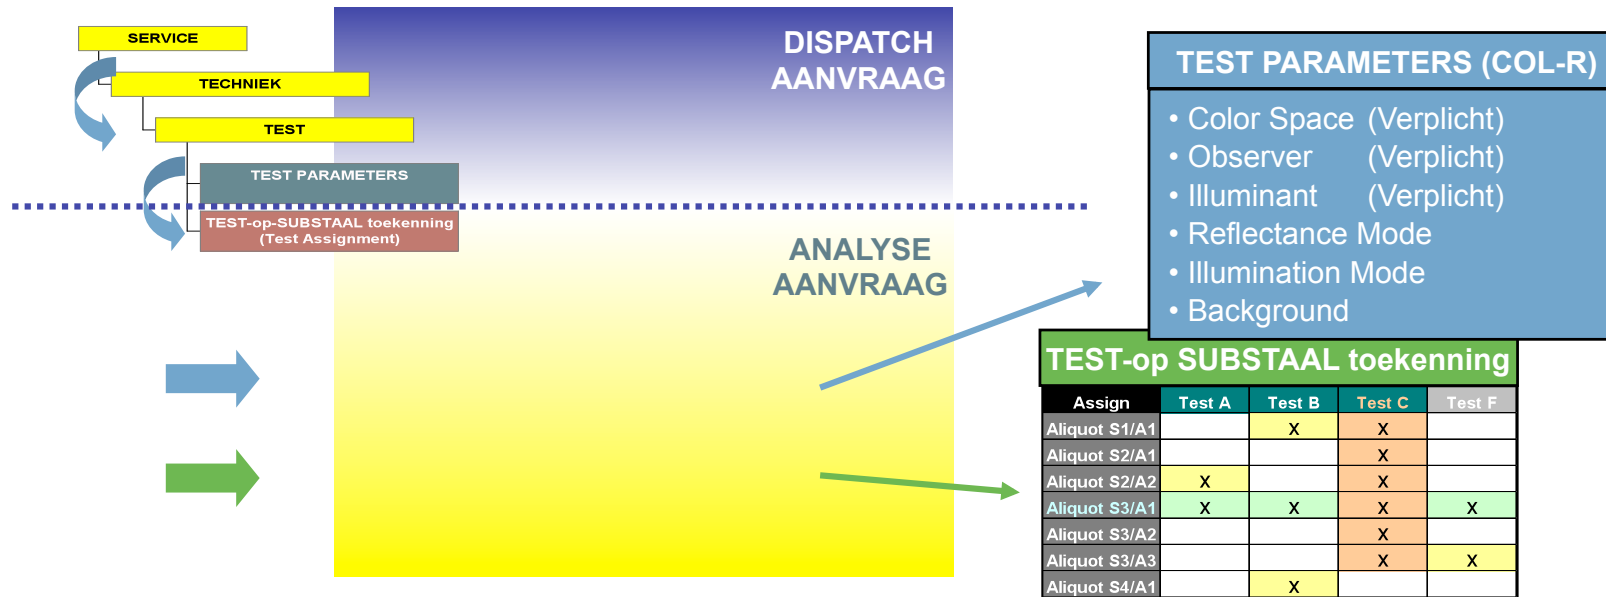 SERVICE
TECHNIEK
TEST
TEST PARAMETERS
TEST-op-SUBSTAAL toekenning
(Test Assignment)
DISPATCH
AANVRAAG
ANALYSE
AANVRAAG
TEST PARAMETERS (COL-R)
• Color Space (Verplicht)
• Observer (Verplicht)
• Illuminant (Verplicht)
• Reflectance Mode
• Illumination Mode
• Background
TEST-op SUBSTAAL toekenning
Assign Test A Test B Test C Test F
Aliquot S1/A1 X X
Aliquot S2/A1 X
Aliquot S2/A2 X X
Aliquot S3/A1 X X X X
Aliquot S3/A2 X
Aliquot S3/A3 X X
Aliquot S4/A1 X